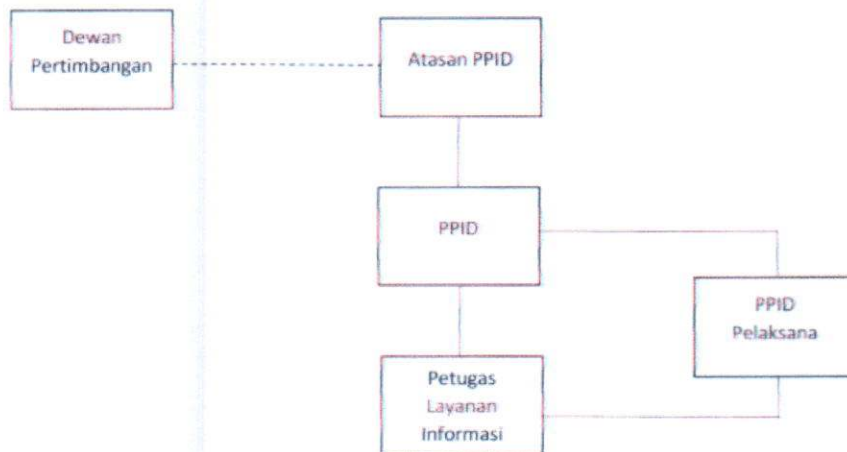 Dewan
Pertimbangan
Atasan PPID
PPID
PPID
Pelaksana
Petugas
Layanan
Informasi